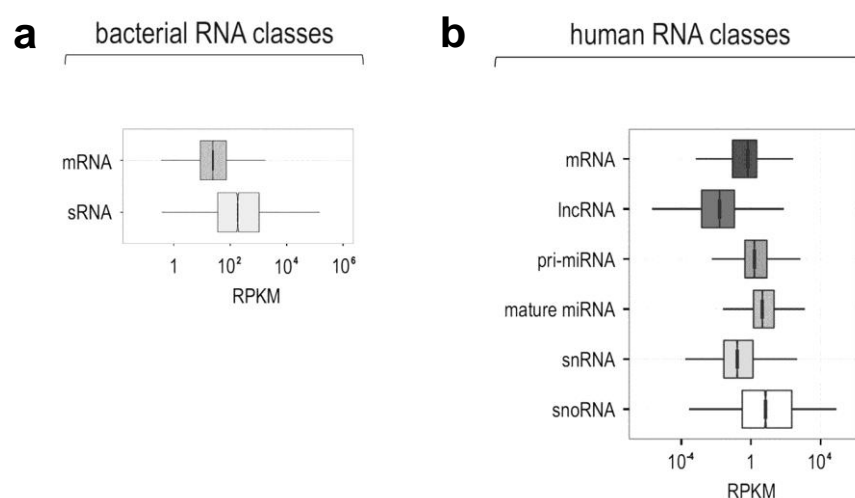 a
bacterial RNA classes
mRNA
sRNA
1 10² 10⁴ 10⁶
RPKM
b
human RNA classes
mRNA
lncRNA
pri-miRNA
mature miRNA
snRNA
snoRNA
10⁻⁴ 1 10⁴
RPKM